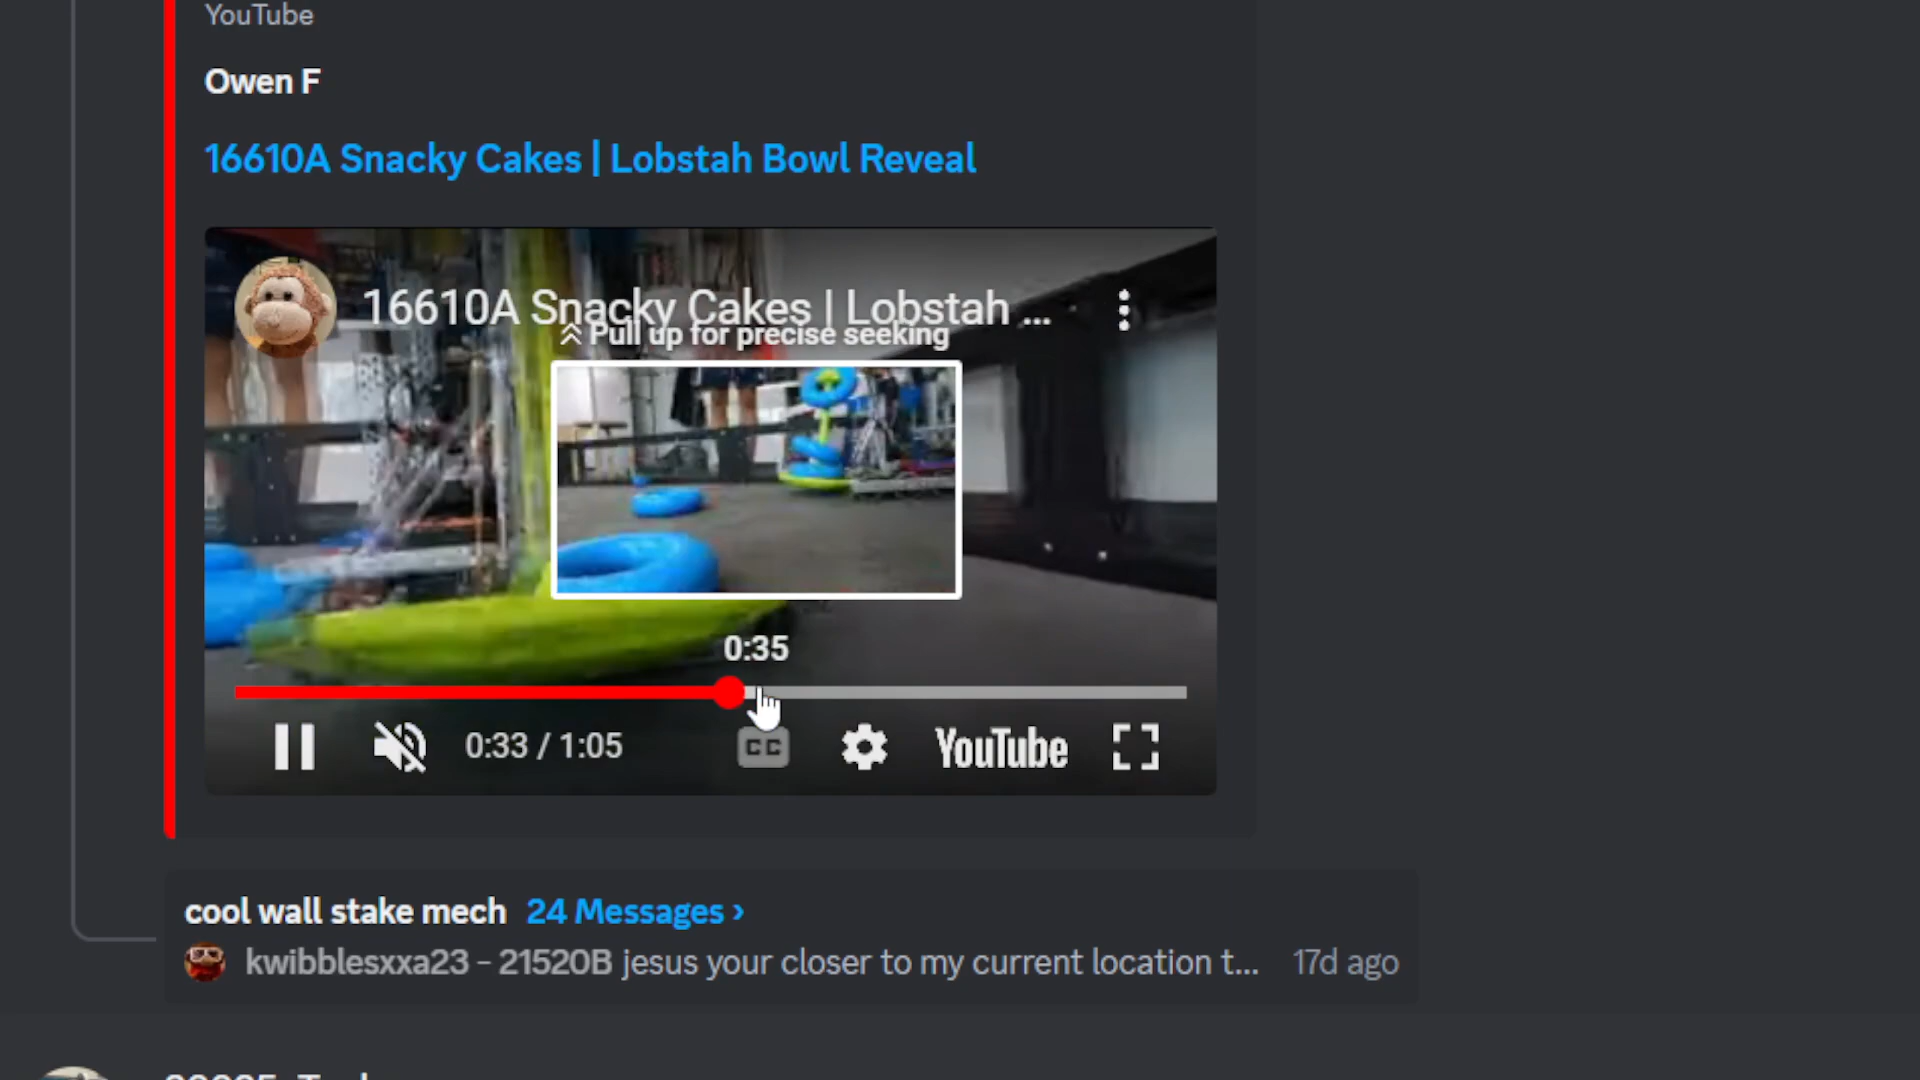 YouTube
Owen F
16610A Snacky Cakes | Lobstah Bowl Reveal
16610A Snacky Cakes | Lobstah ...
Pull up for precise seeking
0:35
0:33 / 1:05
CC
YouTube
cool wall stake mech 24 Messages ›
kwibblesxxa23 - 21520B jesus your closer to my current location t... 17d ago